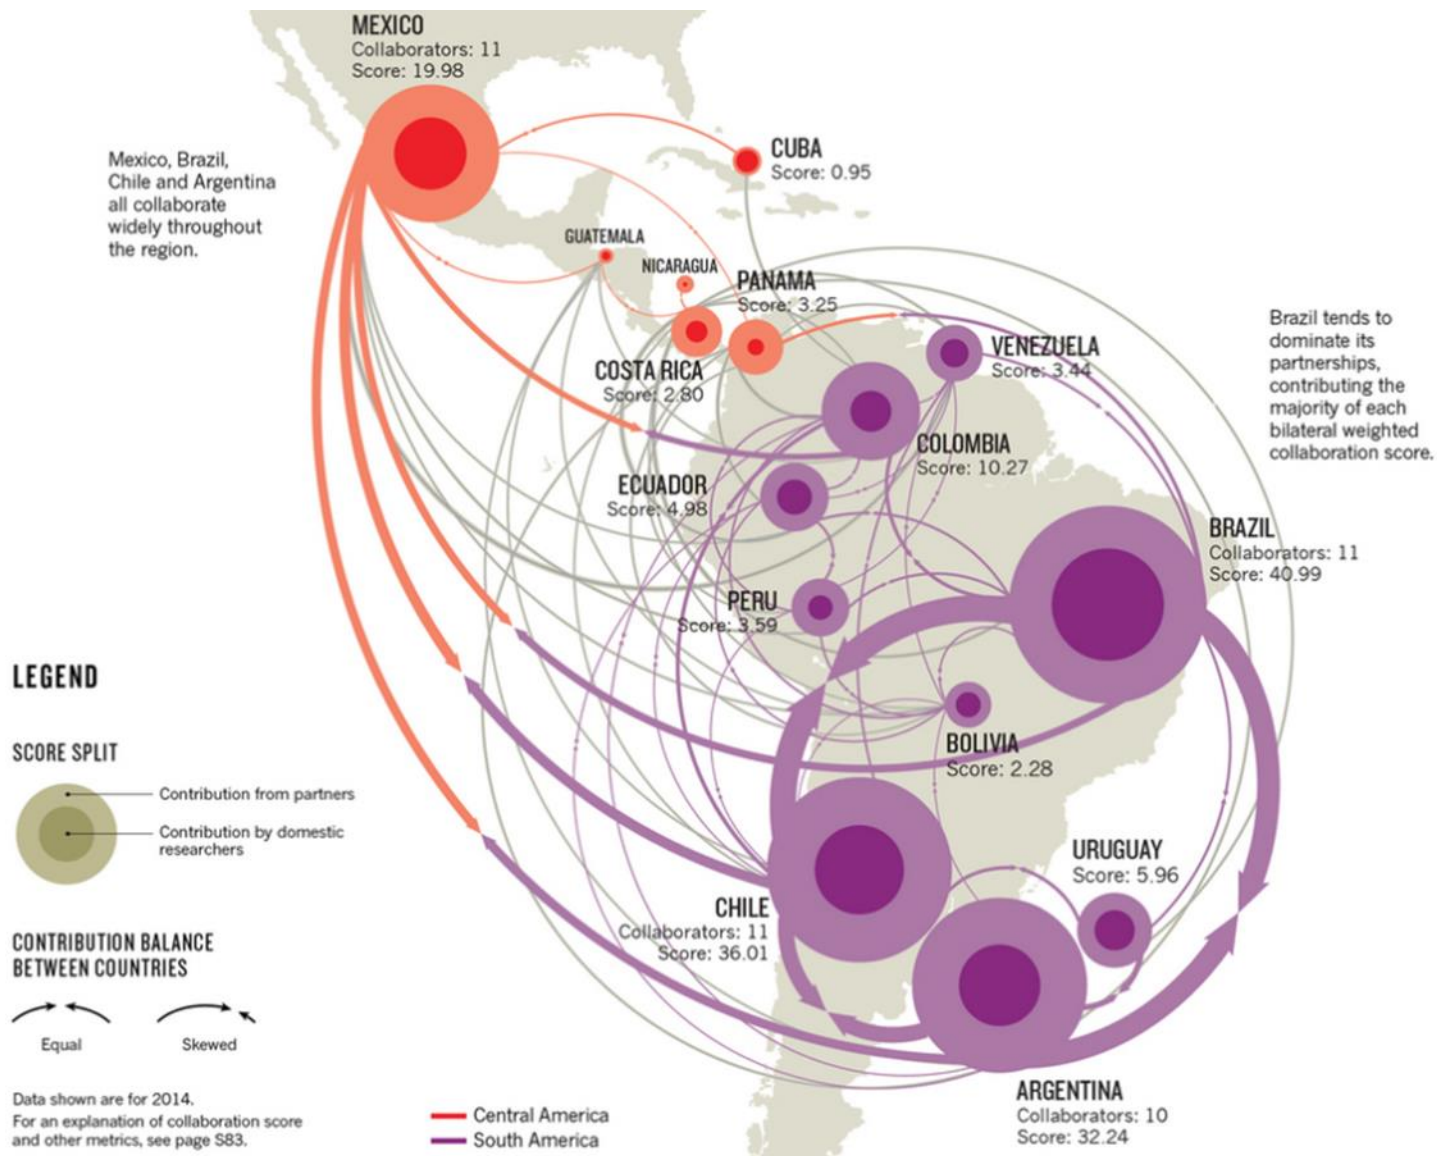 MEXICO
Collaborators: 11
Score: 19.98
Mexico, Brazil,
Chile and Argentina
all collaborate
widely throughout
the region.
CUBA
Score: 0.95
GUATEMALA
NICARAGUA
PANAMA
Score: 3.25
COSTA RICA
Score: 2.80
VENEZUELA
Score: 3.44
Brazil tends to
dominate its
partnerships,
contributing the
majority of each
bilateral weighted
collaboration score.
COLOMBIA
Score: 10.27
ECUADOR
Score: 4.98
BRAZIL
Collaborators: 11
Score: 40.99
PERU
Score: 3.59
BOLIVIA
Score: 2.28
URUGUAY
Score: 5.96
CHILE
Collaborators: 11
Score: 36.01
ARGENTINA
Collaborators: 10
Score: 32.24
LEGEND
SCORE SPLIT
Contribution from partners
Contribution by domestic
researchers
CONTRIBUTION BALANCE
BETWEEN COUNTRIES
Equal
Skewed
Data shown are for 2014.
For an explanation of collaboration score
and other metrics, see page S83.
Central America
South America